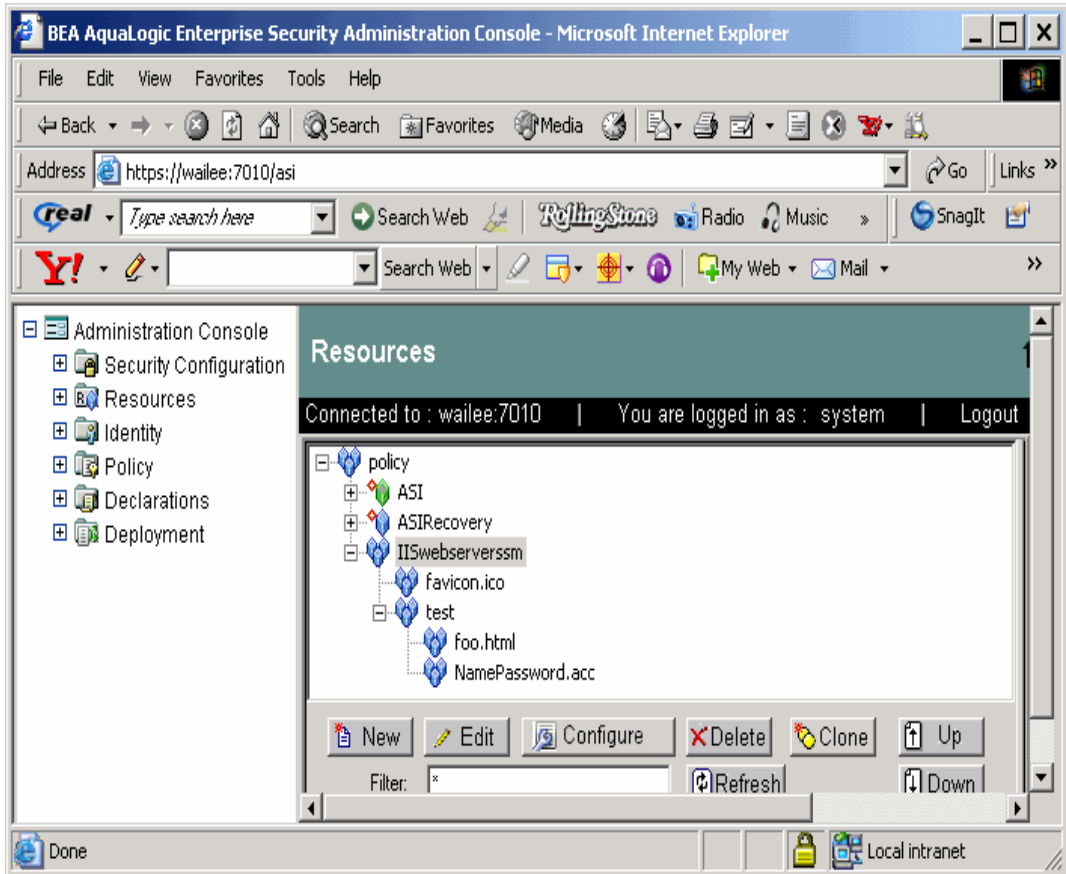 BEA AquaLogic Enterprise Security Administration Console - Microsoft Internet Explorer
File Edit View Favorites Tools Help
Back Search Favorites Media
Address https://wailee:7010/asi Go Links »
real Type search here Search Web RollingStone Radio Music » SnagIt
Y! Search Web My Web Mail »
Administration Console
Security Configuration
Resources
Identity
Policy
Declarations
Deployment
Resources
Connected to : wailee:7010 | You are logged in as : system | Logout
policy
ASI
ASIRecovery
IISwebserverssm
favicon.ico
test
foo.html
NamePassword.acc
New Edit Configure Delete Clone Up
Filter: * Refresh Down
Done Local intranet